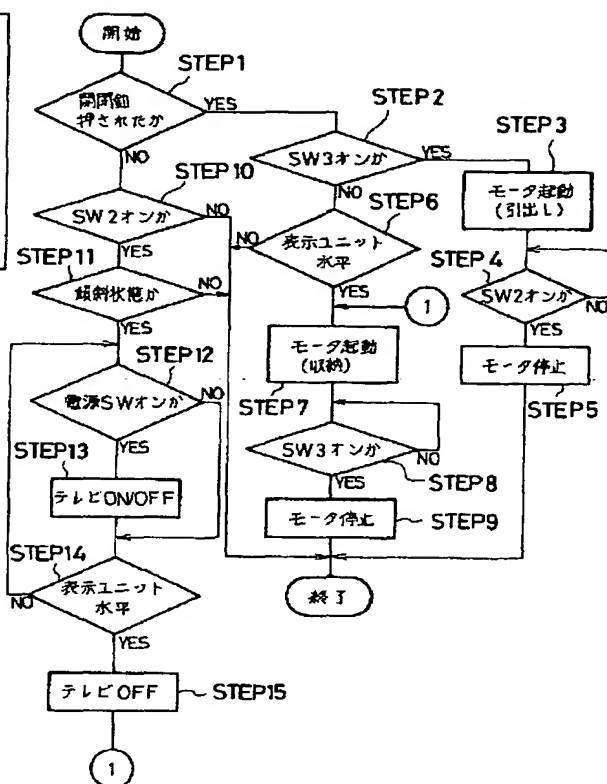 開始
STEP1
開閉釦
押されたか
YES
NO
STEP2
SW3オンか
YES
NO
STEP3
モータ起動
(引出し)
STEP4
SW2オンか
NO
YES
モータ停止
STEP5
STEP6
表示ユニット
水平
NO
YES
1
モータ起動
(収納)
STEP7
SW3オンか
NO
STEP8
YES
モータ停止
STEP9
終了
STEP10
SW2オンか
NO
YES
STEP11
傾斜状態か
NO
YES
STEP12
電源SWオンか
NO
YES
STEP13
テレビON/OFF
STEP14
表示ユニット
水平
NO
YES
テレビOFF
STEP15
1